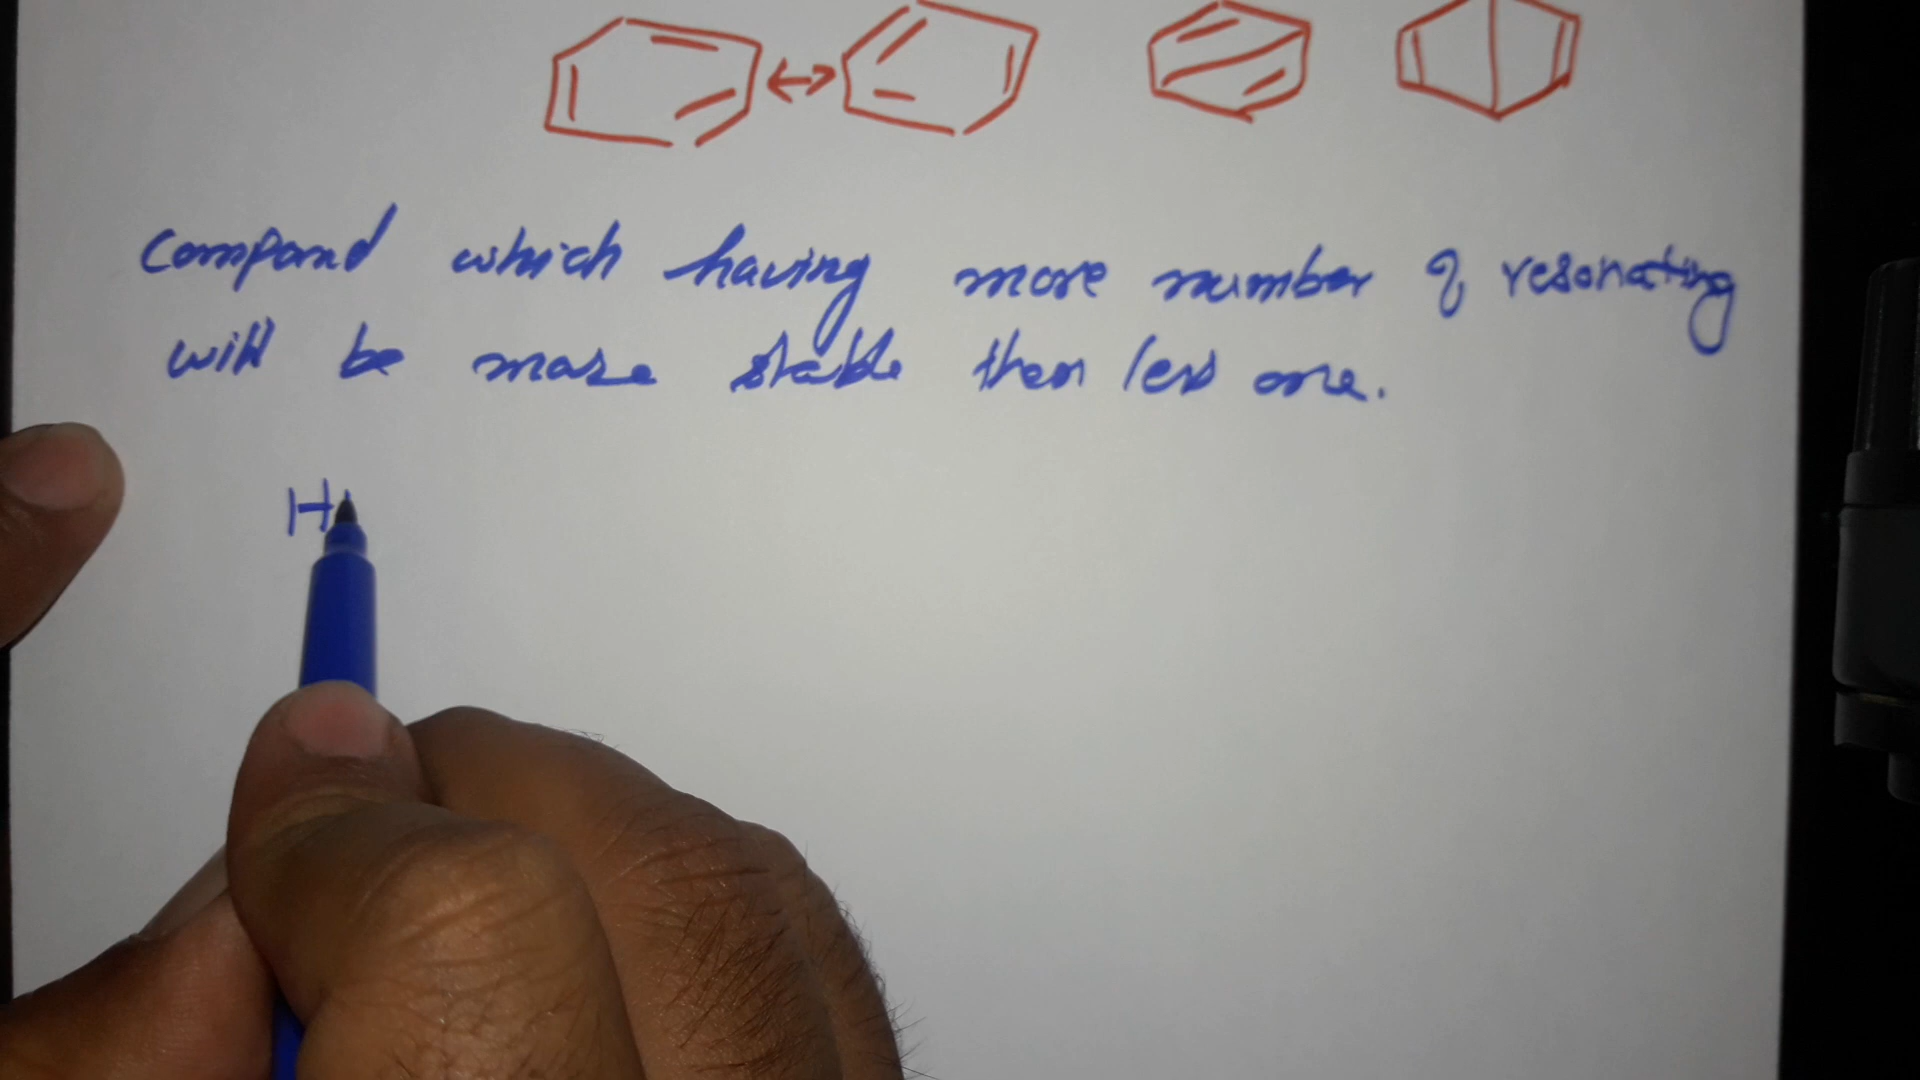 Compound which having more number of resonating
will be more stable then less one.
H